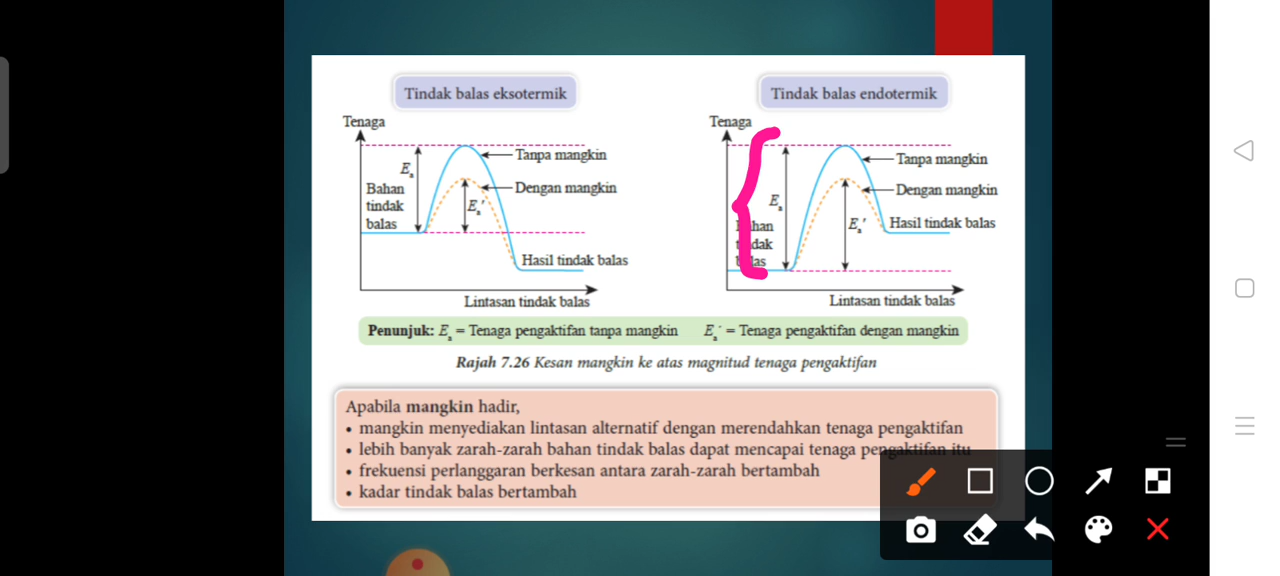 Tindak balas eksotermik
Tenaga
Tanpa mangkin
Eₐ
Bahan
tindak
balas
Dengan mangkin
Eₐ′
Hasil tindak balas
Lintasan tindak balas
Tindak balas endotermik
Tenaga
Tanpa mangkin
Dengan mangkin
Eₐ
Eₐ′
Hasil tindak balas
Lintasan tindak balas
Penunjuk: Eₐ = Tenaga pengaktifan tanpa mangkin Eₐ′ = Tenaga pengaktifan dengan mangkin
Rajah 7.26 Kesan mangkin ke atas magnitud tenaga pengaktifan
Apabila mangkin hadir,
• mangkin menyediakan lintasan alternatif dengan merendahkan tenaga pengaktifan
• lebih banyak zarah-zarah bahan tindak balas dapat mencapai tenaga pengaktifan itu
• frekuensi perlanggaran berkesan antara zarah-zarah bertambah
• kadar tindak balas bertambah